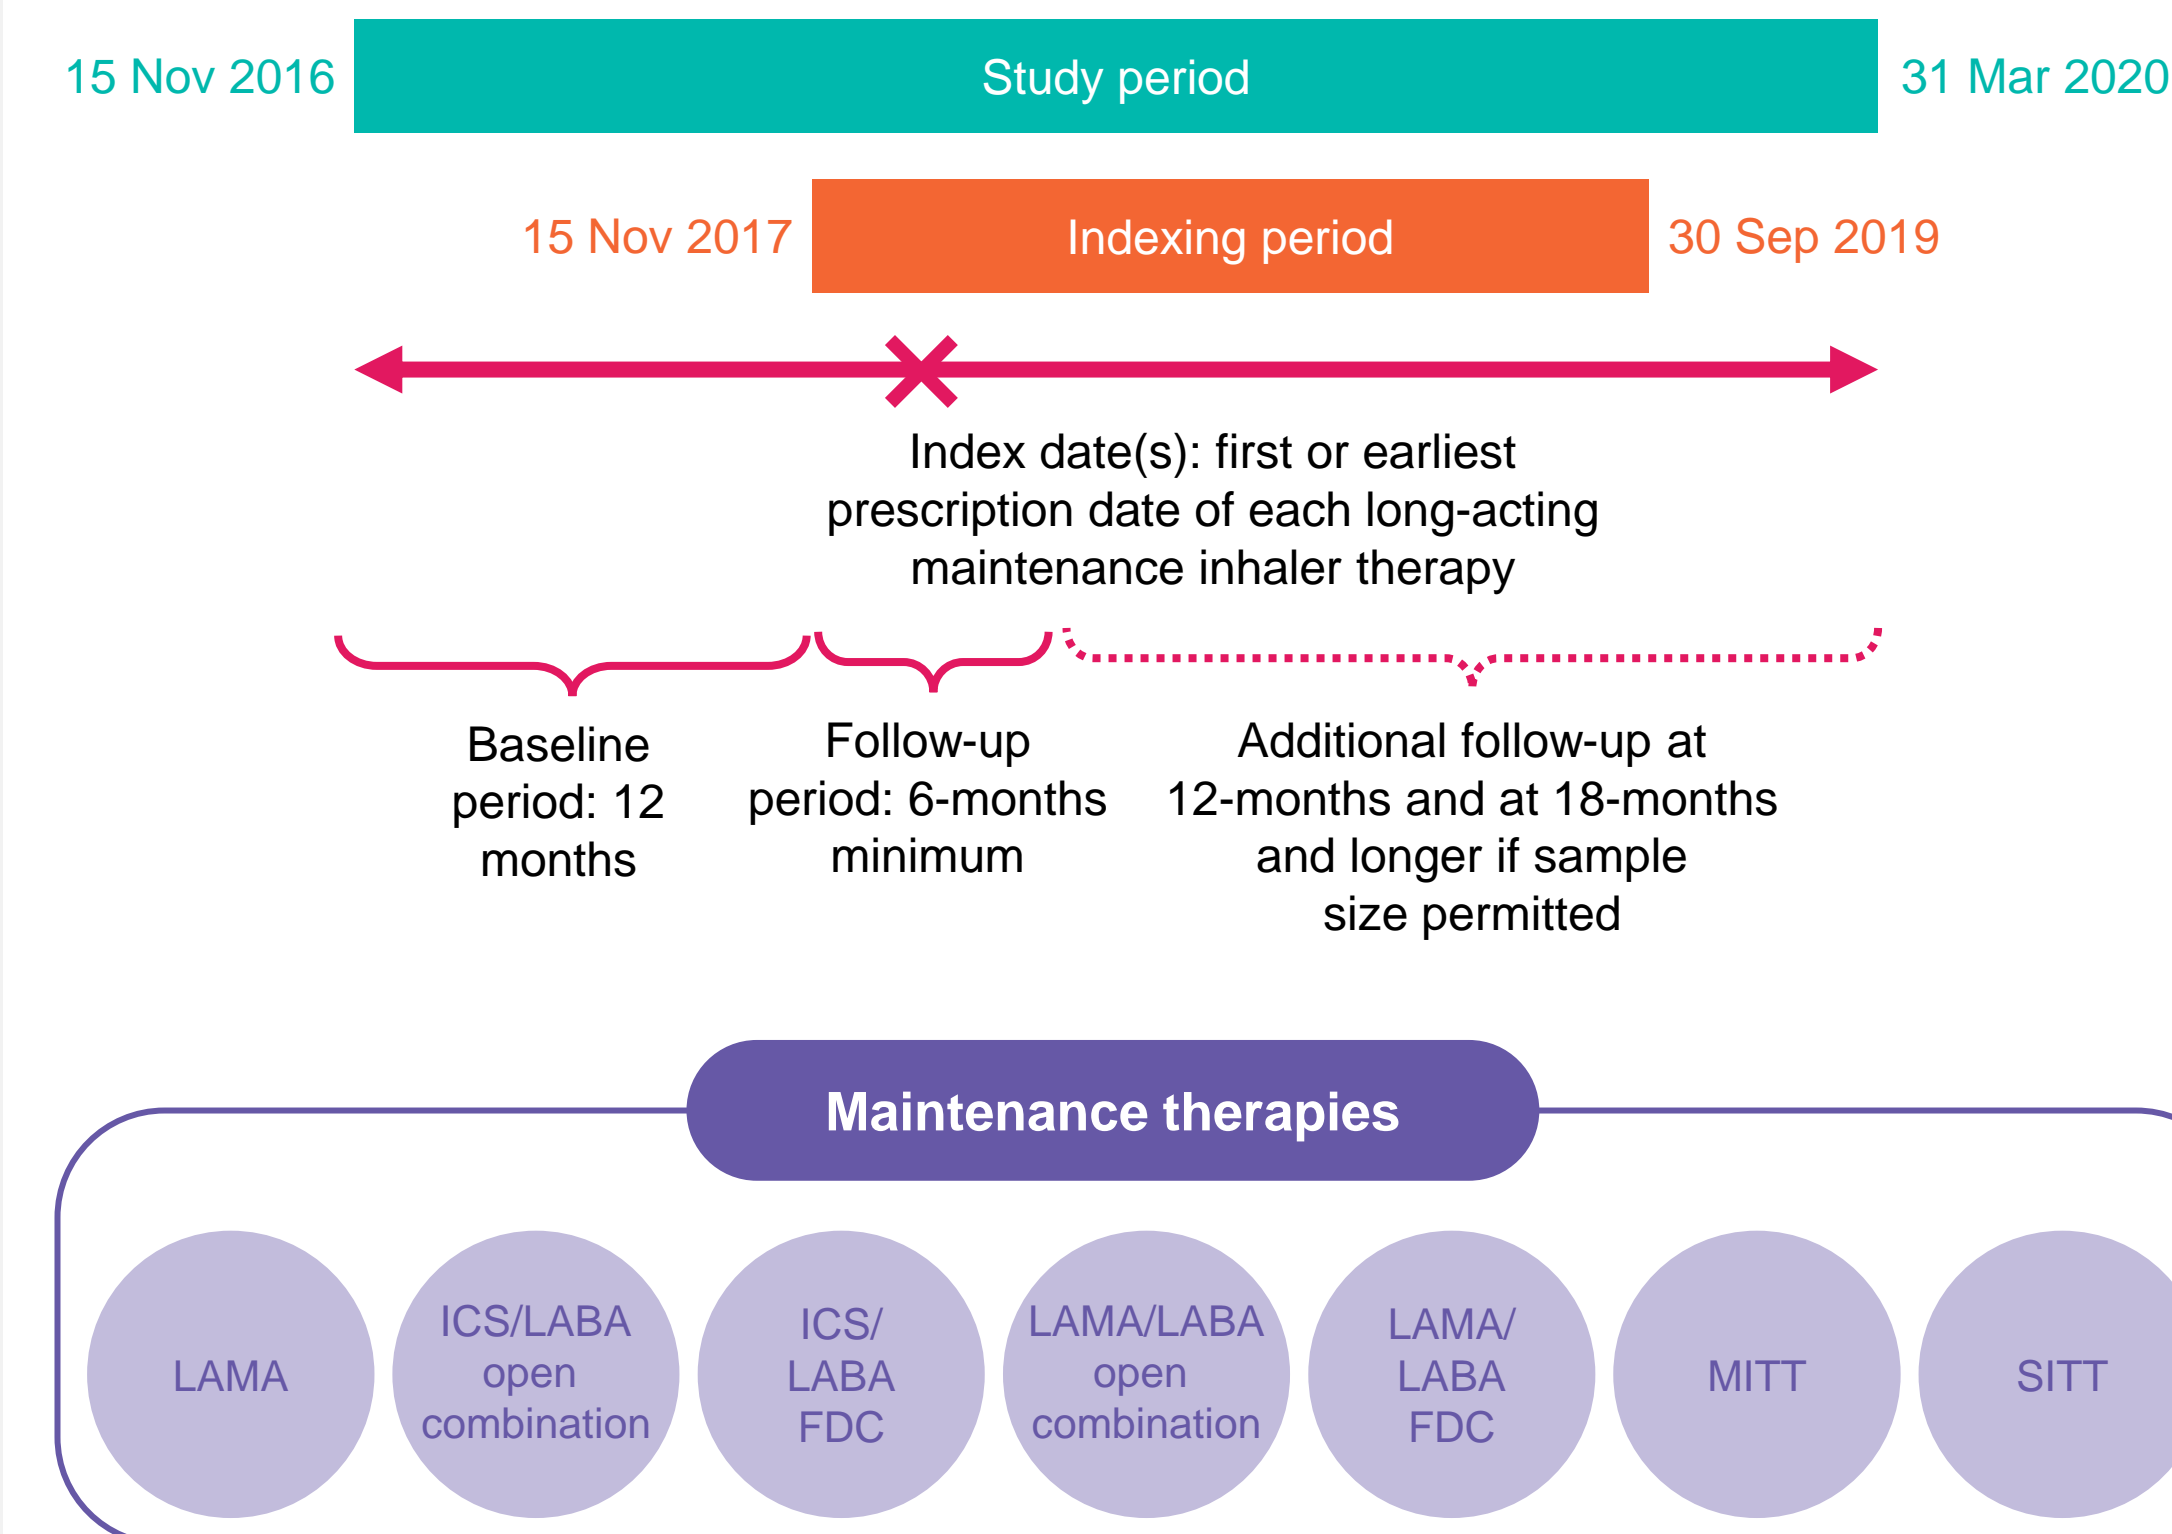 15 Nov 2016
Study period
31 Mar 2020
15 Nov 2017
Indexing period
30 Sep 2019
Index date(s): first or earliest
prescription date of each long-acting
maintenance inhaler therapy
Baseline
period: 12
months
Follow-up
period: 6-months
minimum
Additional follow-up at
12-months and at 18-months
and longer if sample
size permitted
Maintenance therapies
LAMA
ICS/LABA
open
combination
ICS/
LABA
FDC
LAMA/LABA
open
combination
LAMA/
LABA
FDC
MITT
SITT